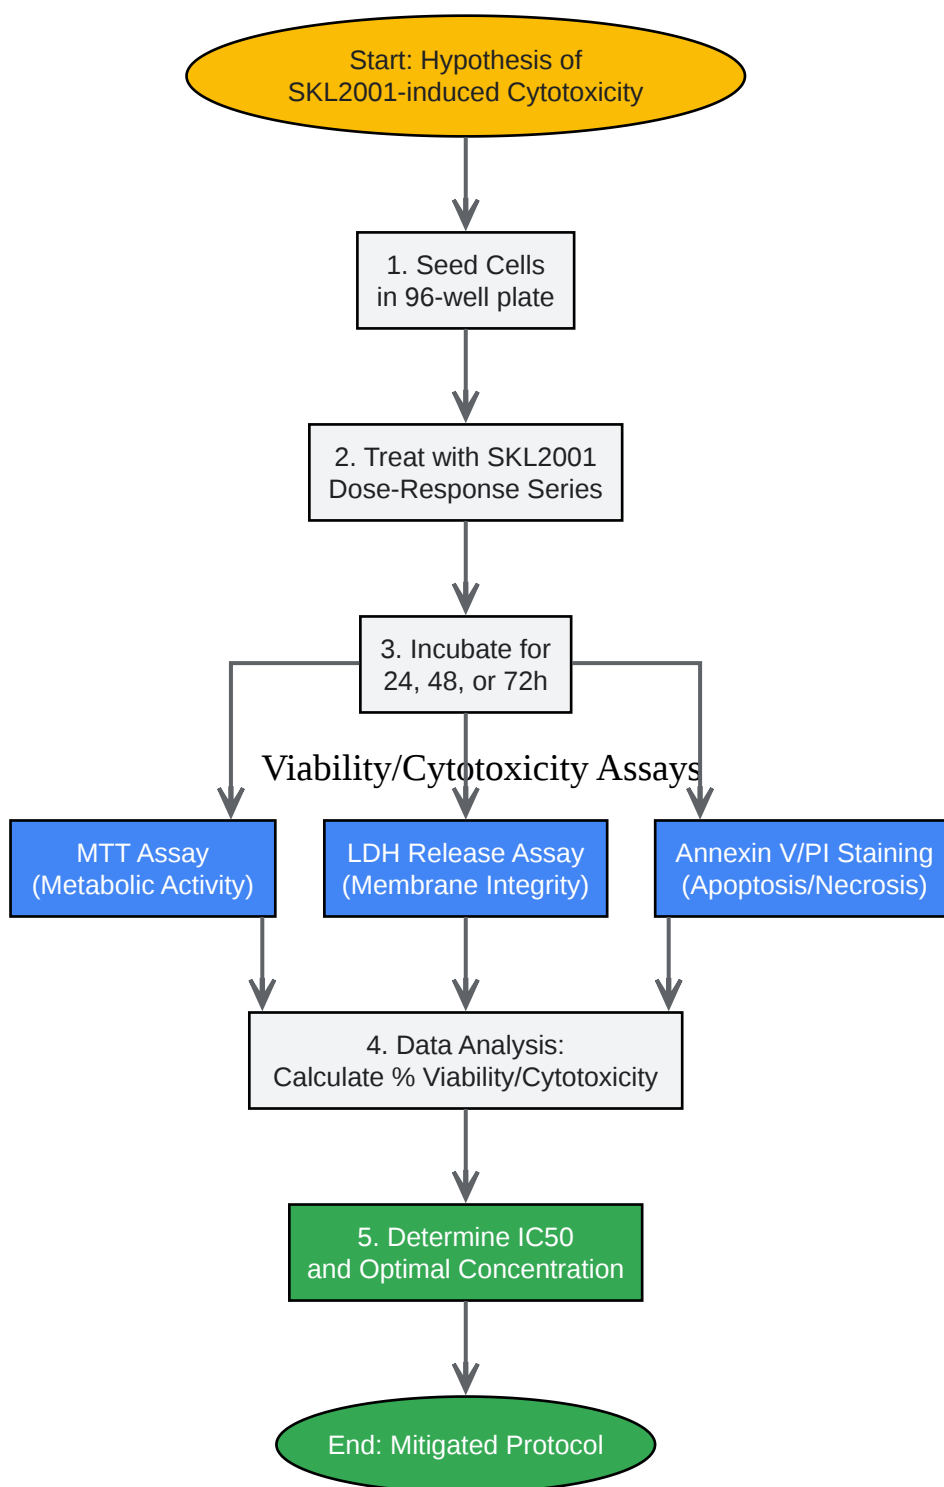 Start: Hypothesis of
SKL2001-induced Cytotoxicity
1. Seed Cells
in 96-well plate
2. Treat with SKL2001
Dose-Response Series
3. Incubate for
24, 48, or 72h
Viability/Cytotoxicity Assays
MTT Assay
(Metabolic Activity)
LDH Release Assay
(Membrane Integrity)
Annexin V/PI Staining
(Apoptosis/Necrosis)
4. Data Analysis:
Calculate % Viability/Cytotoxicity
5. Determine IC50
and Optimal Concentration
End: Mitigated Protocol